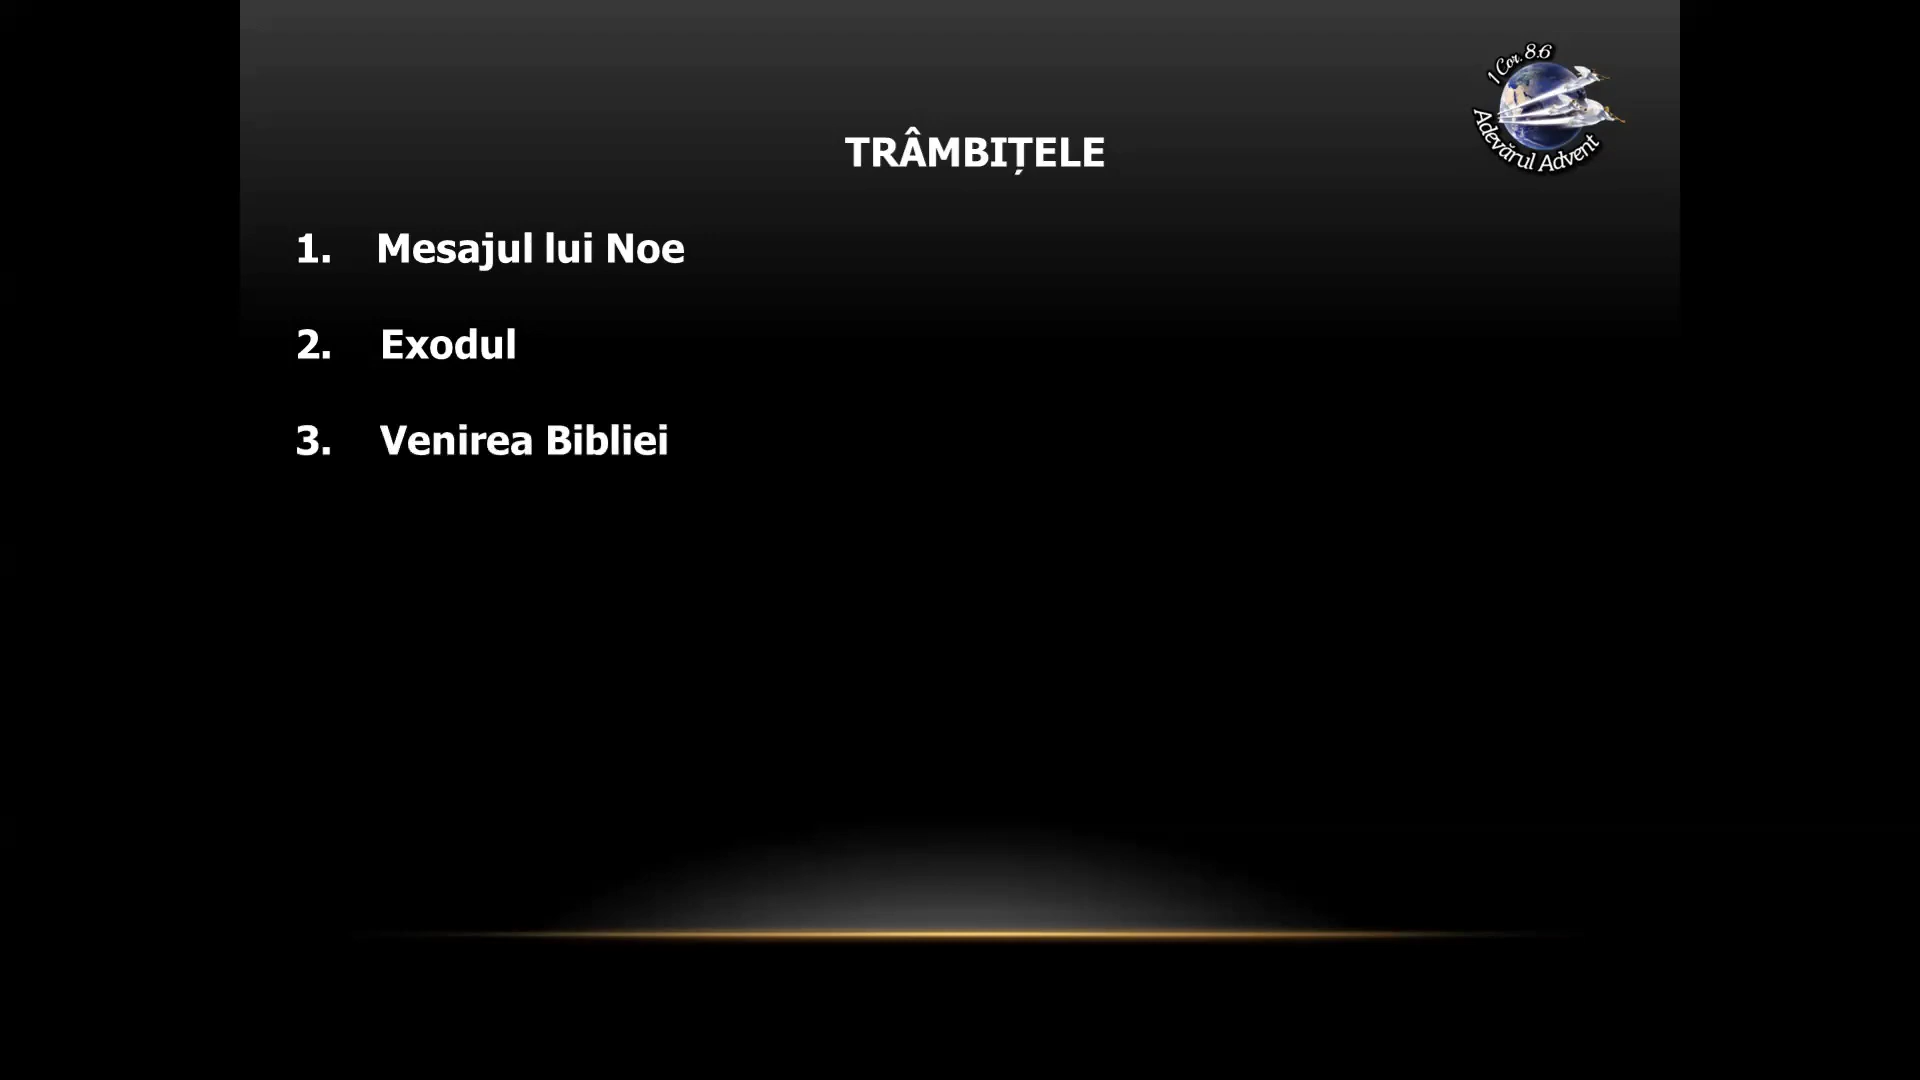 1 Cor. 8:6
Adevărul Advent
TRÂMBIȚELE
1. Mesajul lui Noe
2. Exodul
3. Venirea Bibliei